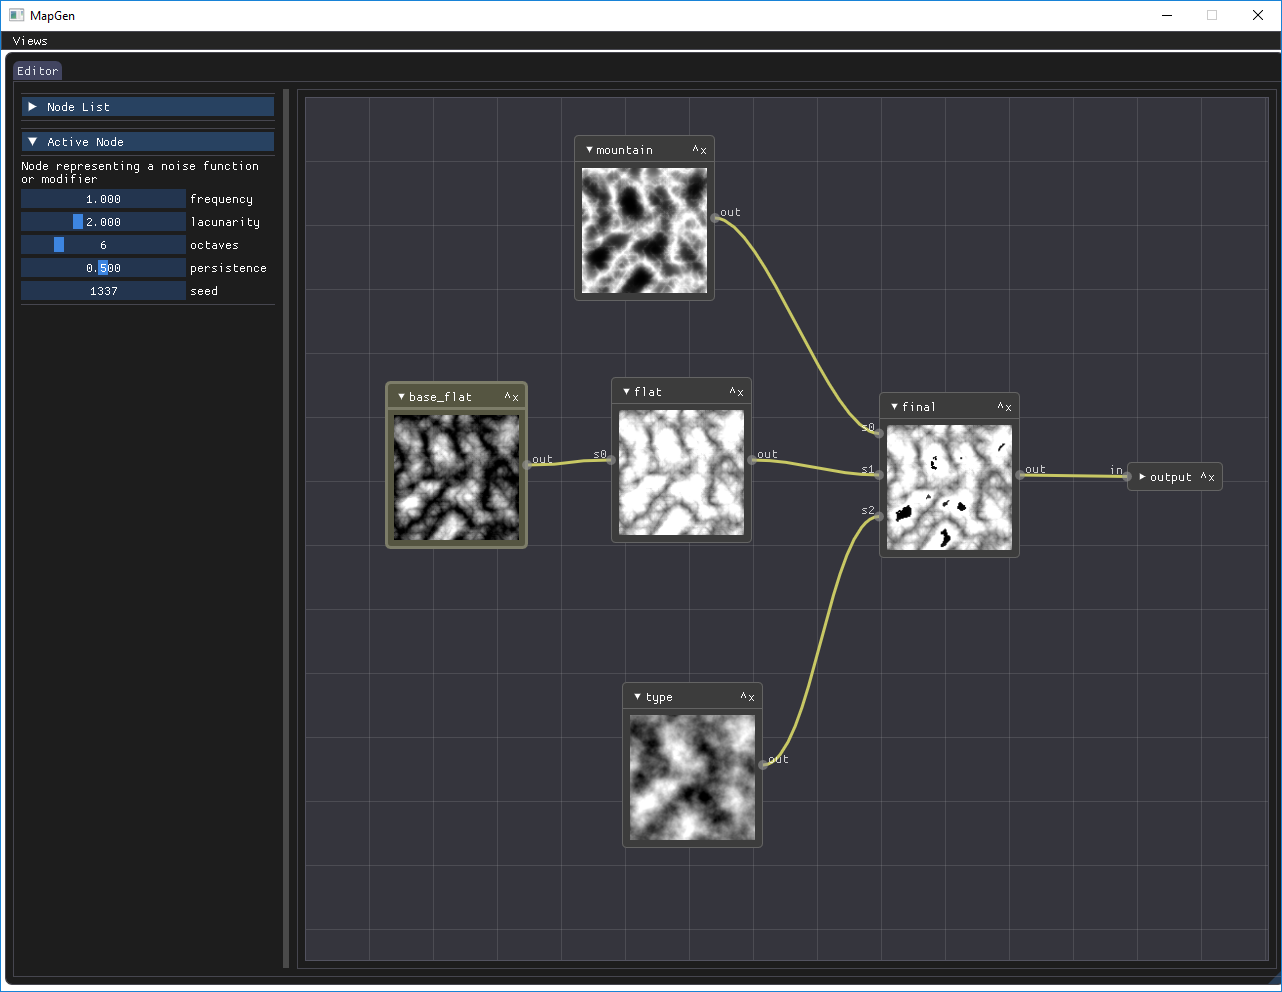 MapGen
Views
Editor
Node List
Active Node
Node representing a noise function
or modifier
1.000 frequency
2.000 lacunarity
6 octaves
0.500 persistence
1337 seed
mountain ^x
out
base_flat ^x
out
s0
flat ^x
out
final ^x
s0
s1
s2
out
in
output ^x
type ^x
out